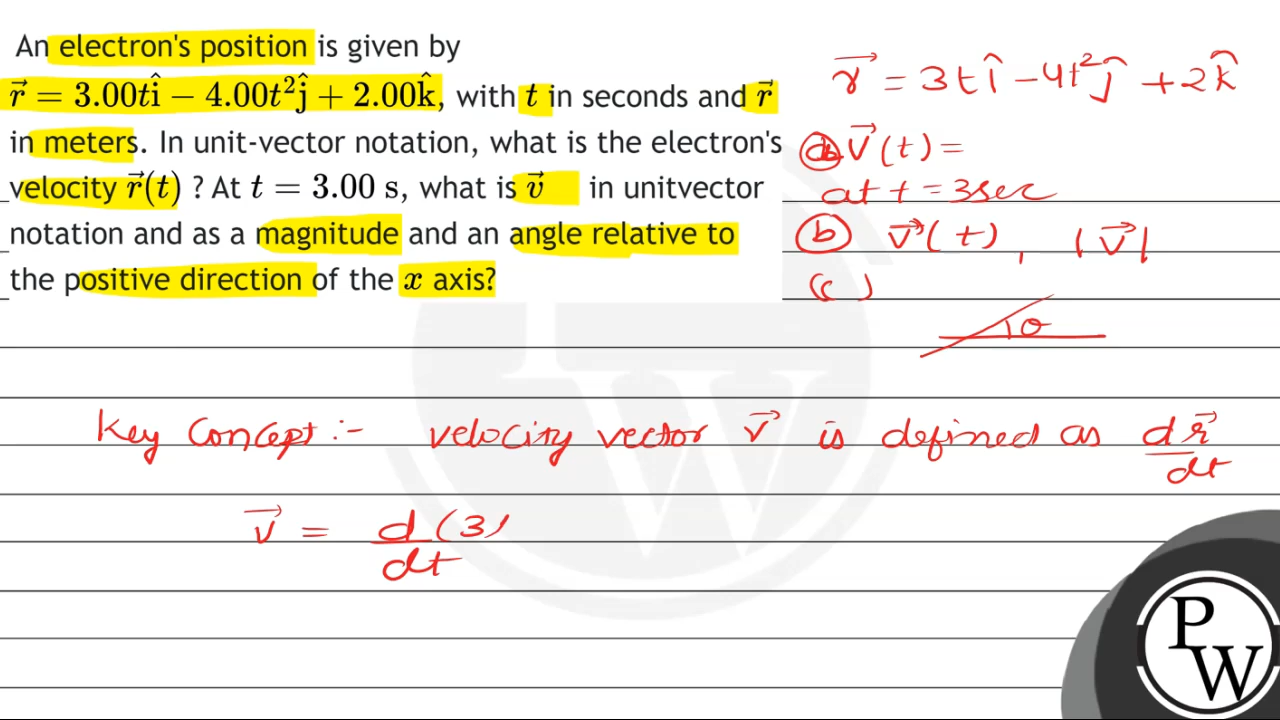 An electron's position is given by
r⃗ = 3.00tî − 4.00t²ĵ + 2.00k̂, with t in seconds and r⃗
in meters. In unit-vector notation, what is the electron's
velocity r⃗(t) ? At t = 3.00 s, what is v⃗ in unitvector
notation and as a magnitude and an angle relative to
the positive direction of the x axis?
r⃗ = 3tî − 4t²ĵ + 2k̂
v⃗(t) =
at t = 3sec
(b) v⃗(t), |v⃗|
(c)
θ
Key Concept :- velocity vector v⃗ is defined as dr⃗/dt
v⃗ = d/dt (3)
PW